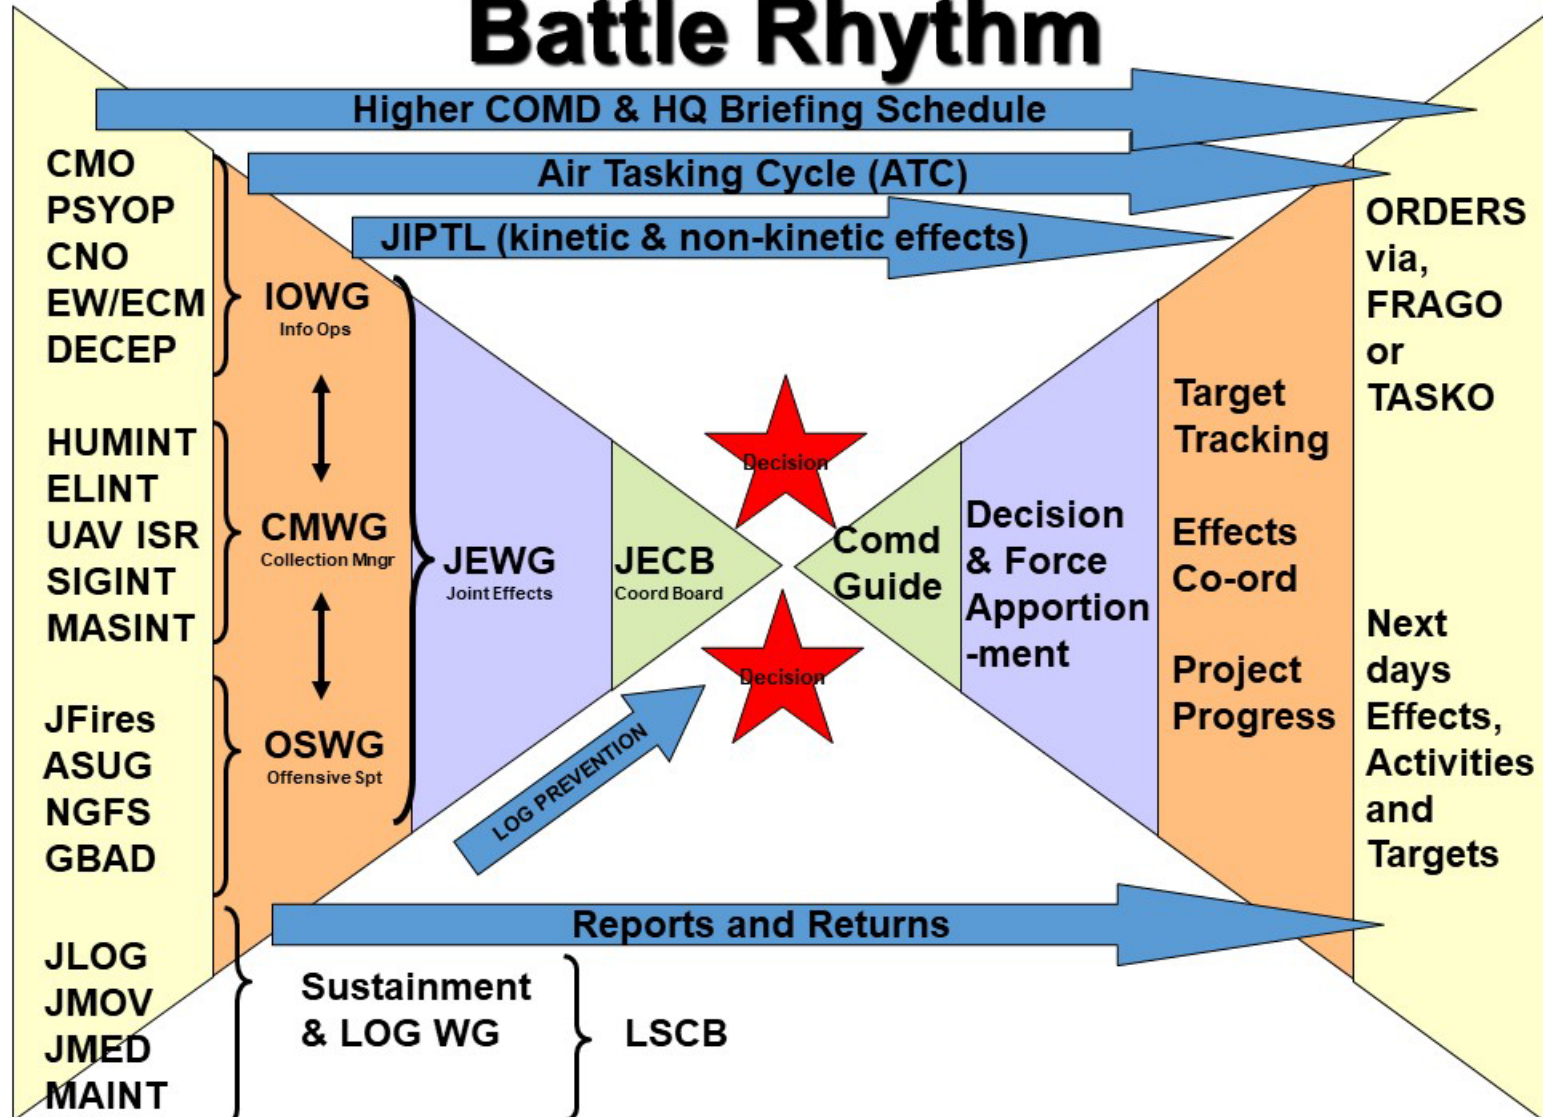 Battle Rhythm
Higher COMD & HQ Briefing Schedule
Air Tasking Cycle (ATC)
JIPTL (kinetic & non-kinetic effects)
CMO
PSYOP
CNO
EW/ECM
DECEP
HUMINT
ELINT
UAV ISR
SIGINT
MASINT
JFires
ASUG
NGFS
GBAD
JLOG
JMOV
JMED
MAINT
IOWG
Info Ops
CMWG
Collection Mngr
OSWG
Offensive Spt
JEWG
Joint Effects
JECB
Coord Board
Decision
Decision
LOG PREVENTION
Comd
Guide
Decision
& Force
Apportion
-ment
Target
Tracking
Effects
Co-ord
Project
Progress
ORDERS
via,
FRAGO
or
TASKO
Next
days
Effects,
Activities
and
Targets
Reports and Returns
Sustainment
& LOG WG
LSCB